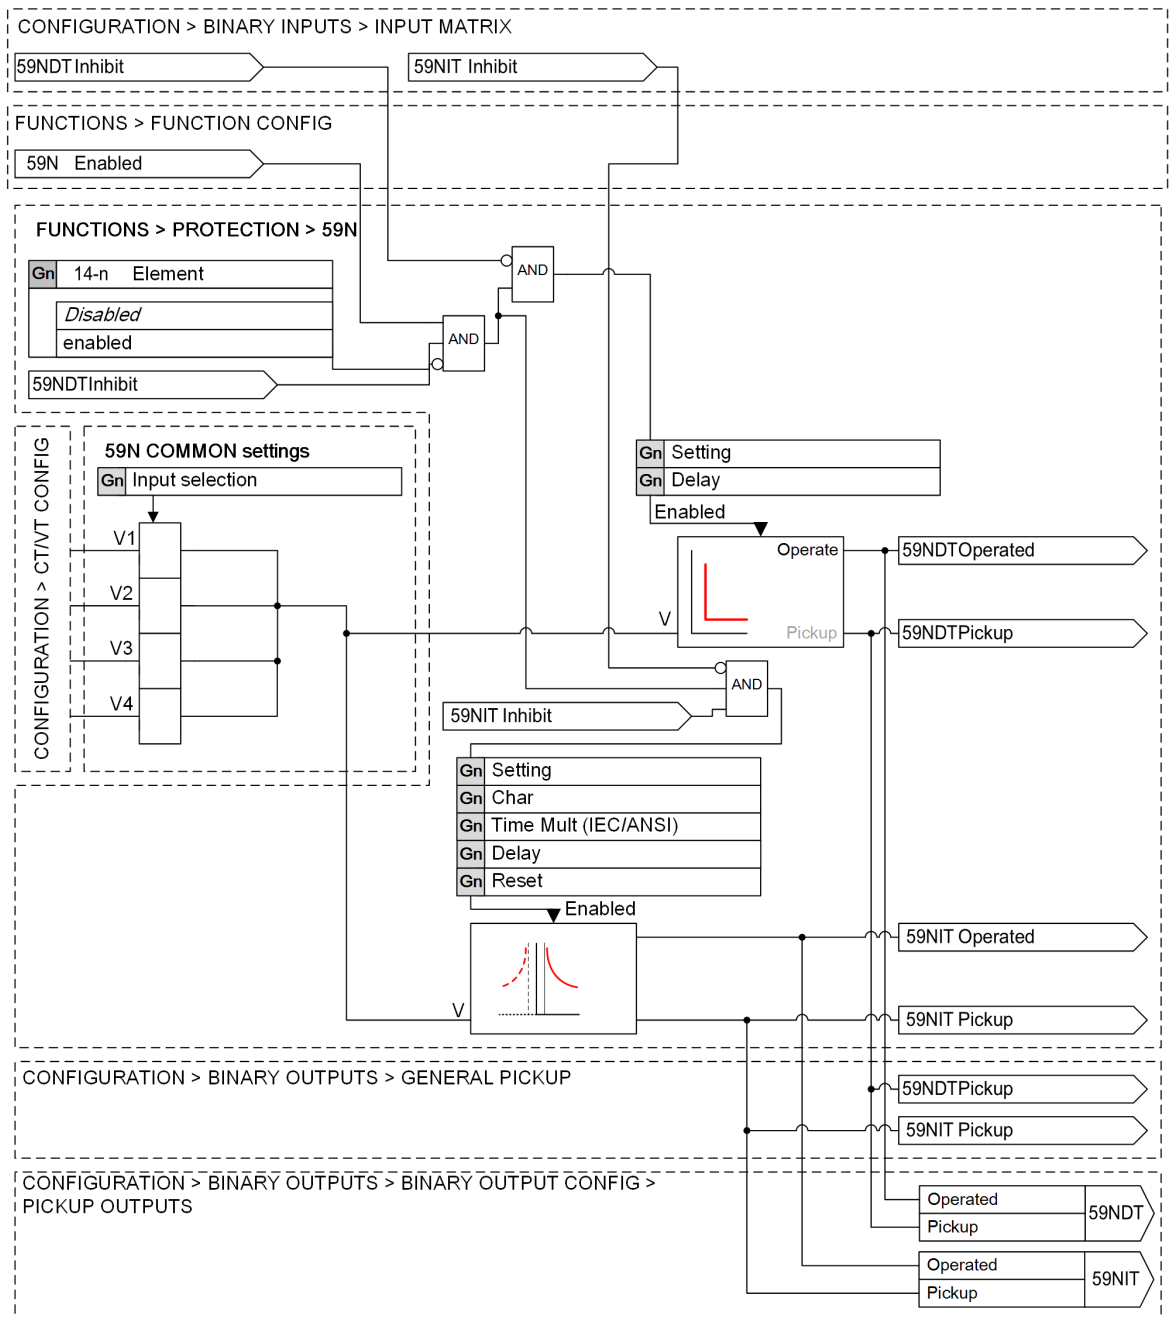 CONFIGURATION > BINARY INPUTS > INPUT MATRIX
59NDT Inhibit
59NIT Inhibit
FUNCTIONS > FUNCTION CONFIG
59N Enabled
FUNCTIONS > PROTECTION > 59N
Gn 14-n Element
Disabled
enabled
59NDTInhibit
AND
AND
CONFIGURATION > CT/VT CONFIG
59N COMMON settings
Gn Input selection
V1
V2
V3
V4
Gn Setting
Gn Delay
Enabled
Operate
V
Pickup
59NDTOperated
59NDTPickup
AND
59NIT Inhibit
Gn Setting
Gn Char
Gn Time Mult (IEC/ANSI)
Gn Delay
Gn Reset
Enabled
V
59NIT Operated
59NIT Pickup
CONFIGURATION > BINARY OUTPUTS > GENERAL PICKUP
59NDTPickup
59NIT Pickup
CONFIGURATION > BINARY OUTPUTS > BINARY OUTPUT CONFIG >
PICKUP OUTPUTS
Operated
Pickup
59NDT
Operated
Pickup
59NIT